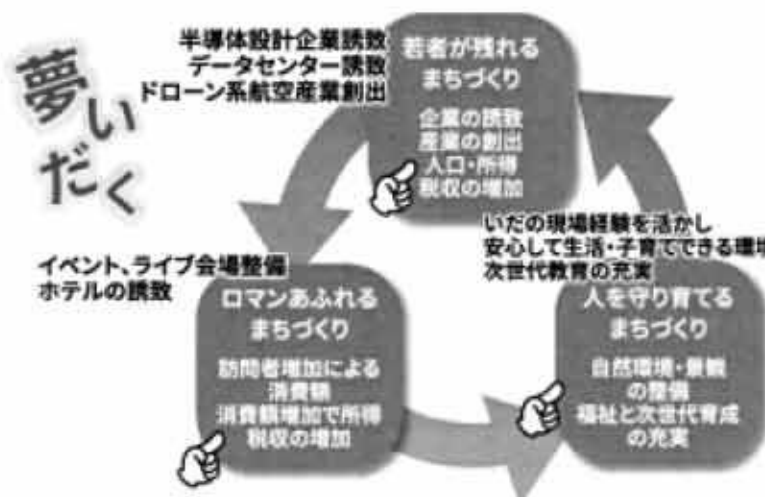 夢いだく
半導体設計企業誘致
データセンター誘致
ドローン系航空産業創出
若者が残れる
まちづくり
企業の誘致
産業の創出
人口・所得
税収の増加
イベント、ライブ会場整備
ホテルの誘致
ロマンあふれる
まちづくり
訪問者増加による
消費額
消費額増加で所得
税収の増加
いだの現場経験を活かし
安心して生活・子育てできる環境
次世代教育の充実
人を守り育てる
まちづくり
自然環境・景観
の整備
福祉と次世代育成
の充実